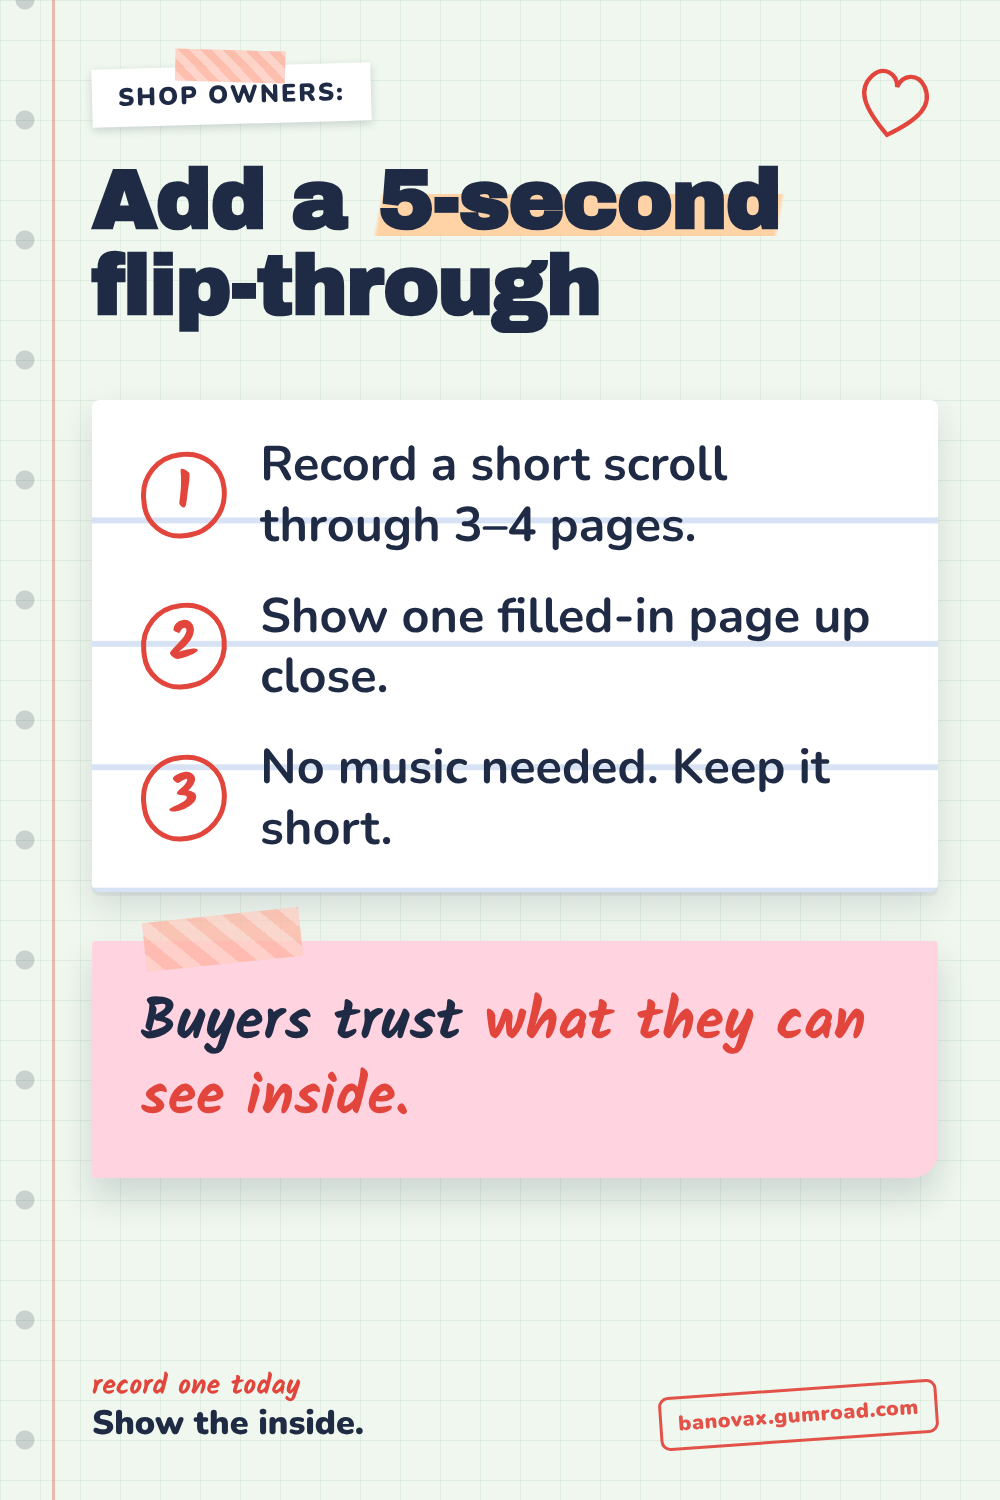 SHOP OWNERS:
Add a 5-second
flip-through
1
Record a short scroll
through 3–4 pages.
2
Show one filled-in page up
close.
3
No music needed. Keep it
short.
Buyers trust what they can
see inside.
record one today
Show the inside.
banovax.gumroad.com